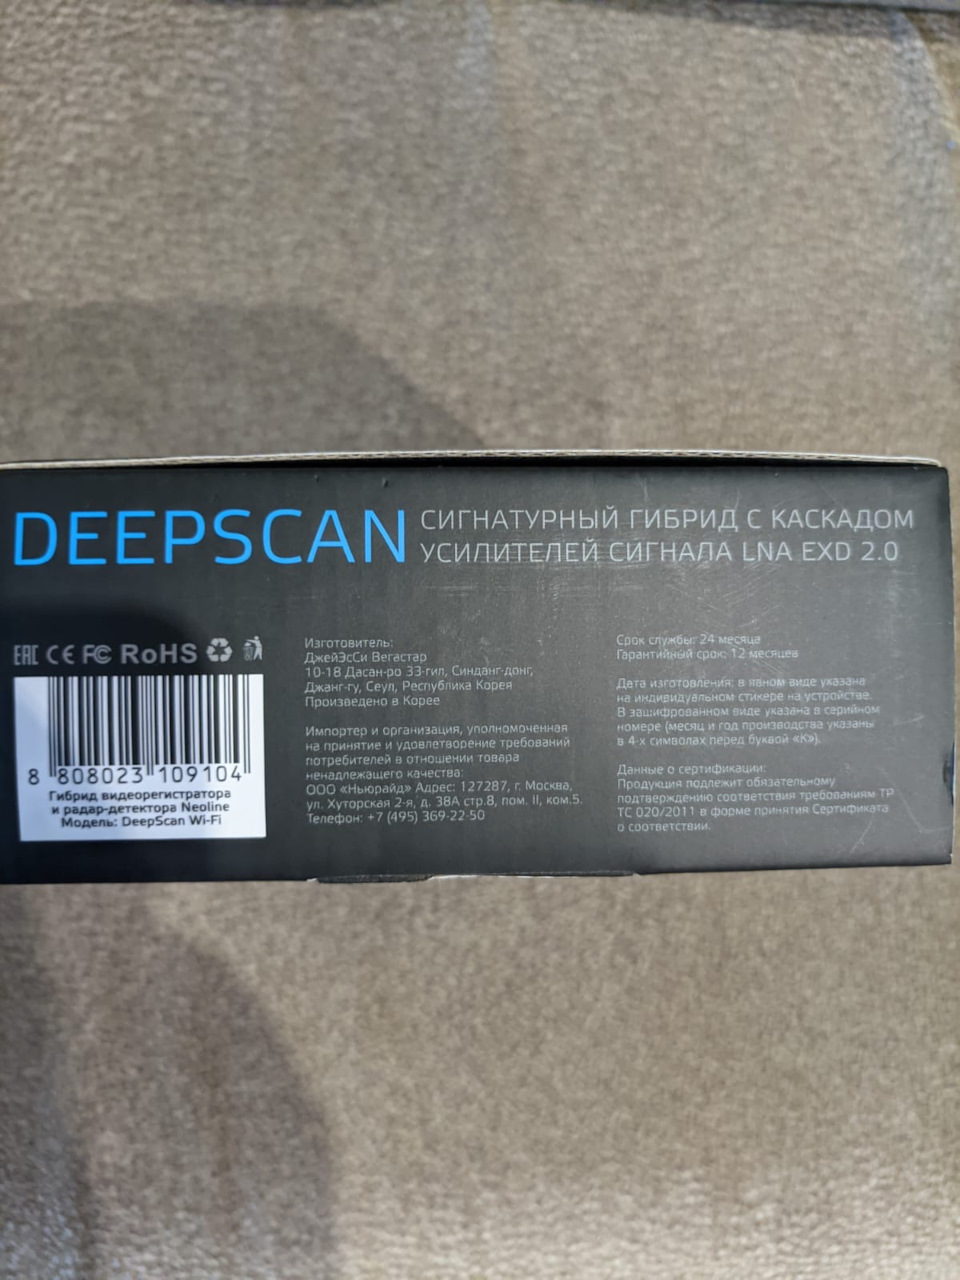 DEEPSCAN
СИГНАТУРНЫЙ ГИБРИД С КАСКАДОМ
УСИЛИТЕЛЕЙ СИГНАЛА LNA EXD 2.0
EAC CE FC RoHS
8 808023 109104
Гибрид видеорегистратора
и радар-детектора Neoline
Модель: DeepScan Wi-Fi
Изготовитель:
ДжейЭсСи Вегастар
10-18 Дасан-ро 33-гил, Синданг-донг,
Джанг-гу, Сеул, Республика Корея
Произведено в Корее
Импортер и организация, уполномоченная
на принятие и удовлетворение требований
потребителей в отношении товара
ненадлежащего качества:
ООО «Ньюрайд» Адрес: 127287, г. Москва,
ул. Хуторская 2-я, д. 38А стр.8, пом. II, ком.5.
Телефон: +7 (495) 369-22-50
Срок службы: 24 месяца
Гарантийный срок: 12 месяцев
Дата изготовления: в явном виде указана
на индивидуальном стикере на устройстве.
В зашифрованном виде указана в серийном
номере (месяц и год производства указаны
в 4-х символах перед буквой «К»).
Данные о сертификации:
Продукция подлежит обязательному
подтверждению соответствия требованиям ТР
ТС 020/2011 в форме принятия Сертификата
о соответствии.